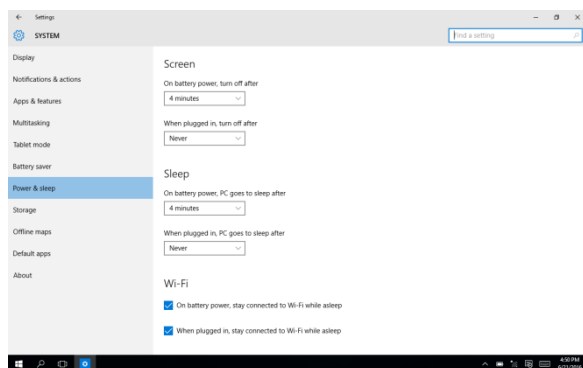 Settings
SYSTEM
Find a setting
Display
Notifications & actions
Apps & features
Multitasking
Tablet mode
Battery saver
Power & sleep
Storage
Offline maps
Default apps
About
Screen
On battery power, turn off after
4 minutes
When plugged in, turn off after
Never
Sleep
On battery power, PC goes to sleep after
4 minutes
When plugged in, PC goes to sleep after
Never
Wi-Fi
On battery power, stay connected to Wi-Fi while asleep
When plugged in, stay connected to Wi-Fi while asleep
4:50 PM
6/21/2016